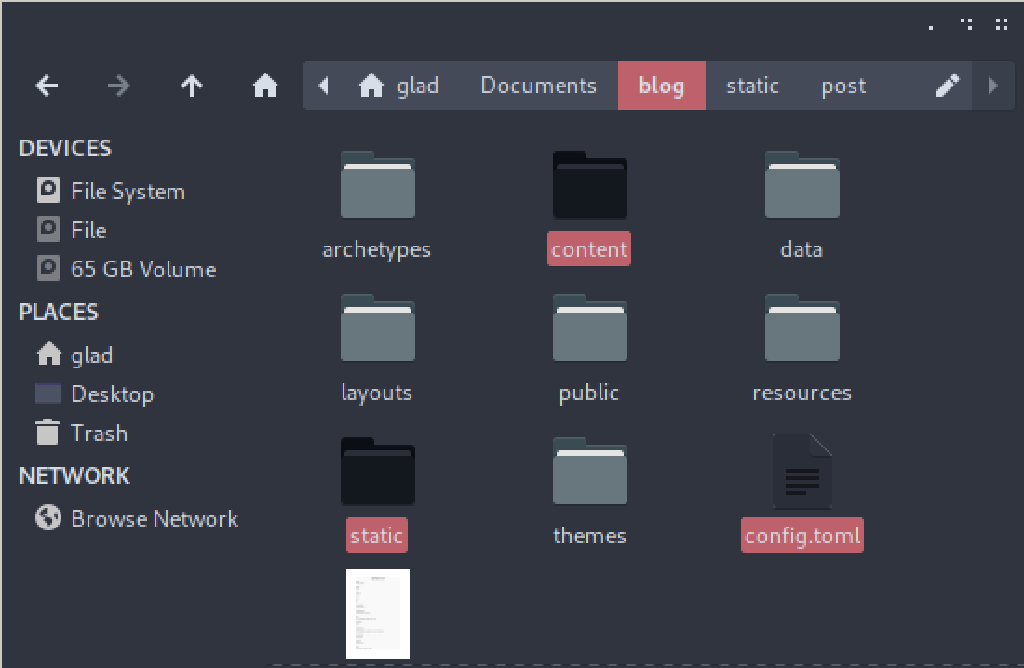 glad Documents blog static post
DEVICES
File System
File
65 GB Volume
PLACES
glad
Desktop
Trash
NETWORK
Browse Network
archetypes content data
layouts public resources
static themes config.toml